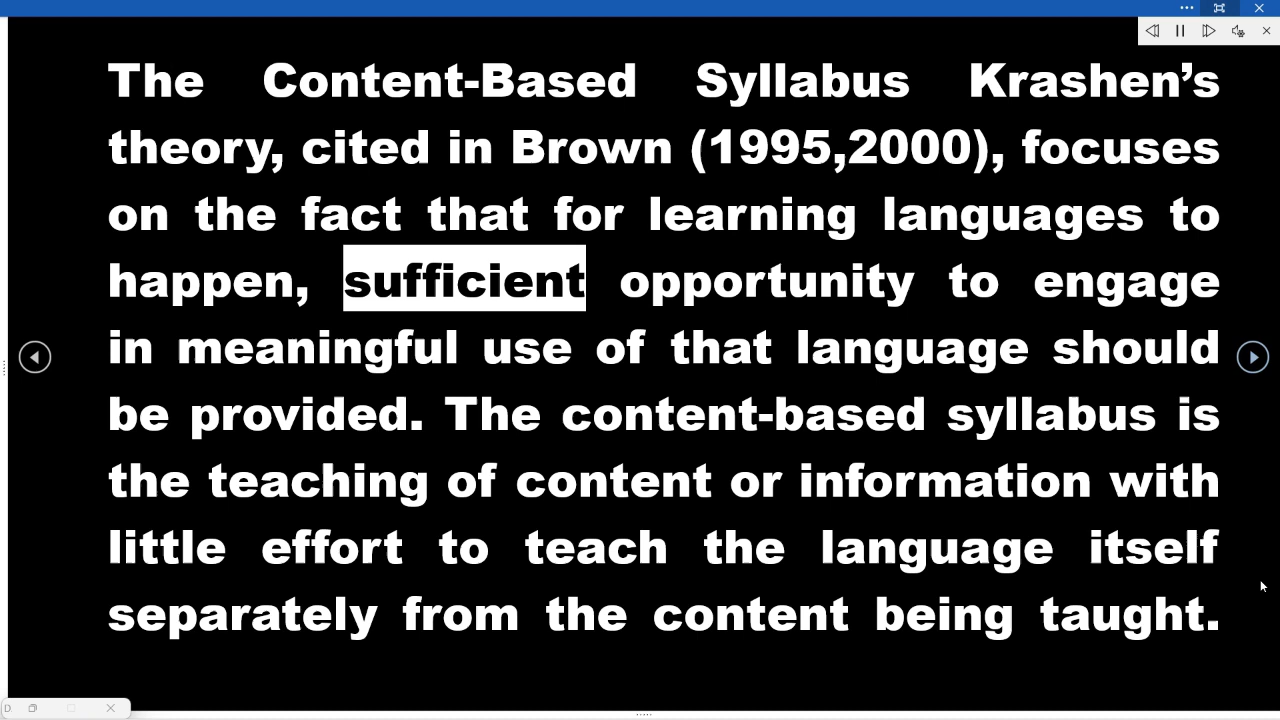 The Content-Based Syllabus Krashen’s
theory, cited in Brown (1995,2000), focuses
on the fact that for learning languages to
happen, sufficient opportunity to engage
in meaningful use of that language should
be provided. The content-based syllabus is
the teaching of content or information with
little effort to teach the language itself
separately from the content being taught.
D